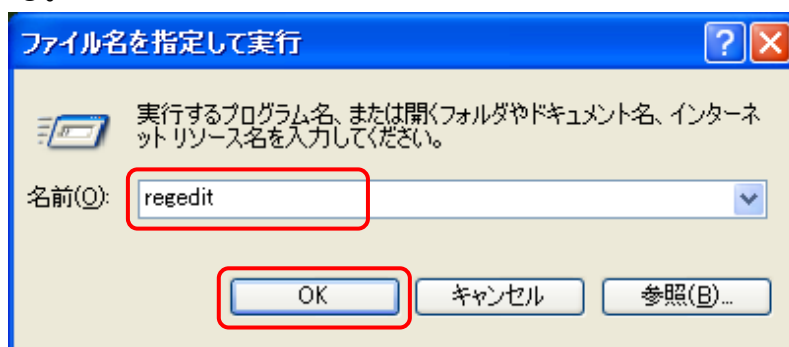 ファイル名を指定して実行
実行するプログラム名、または開くフォルダやドキュメント名、インターネ
ット リソース名を入力してください。
名前(O):
regedit
OK
キャンセル
参照(B)...